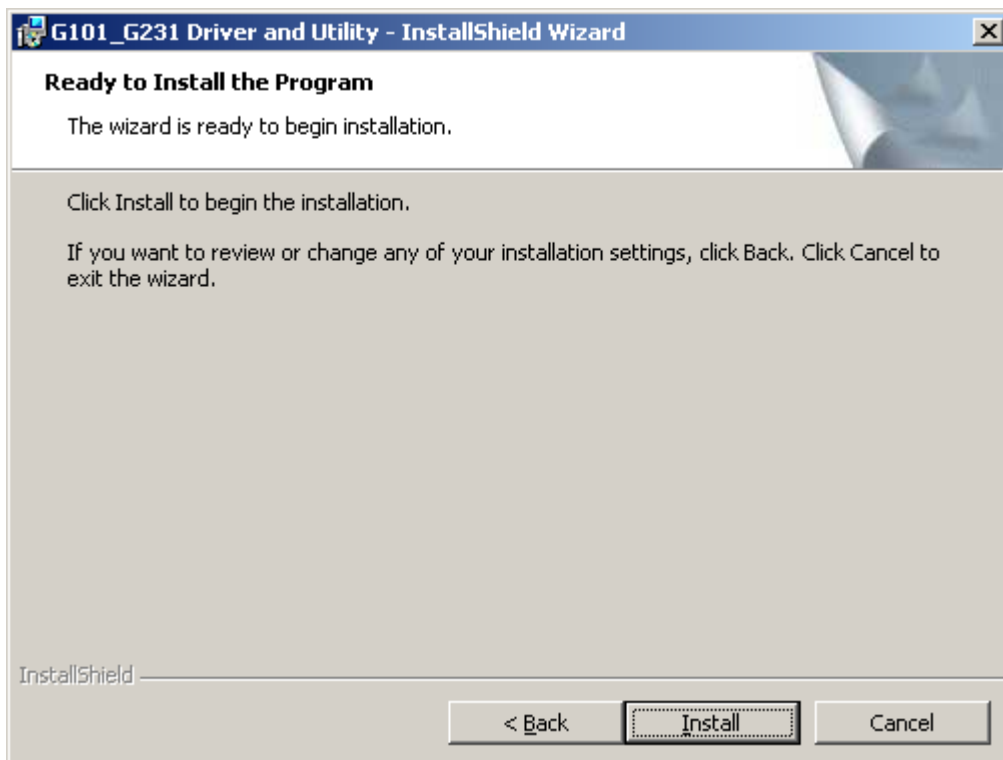 G101_G231 Driver and Utility - InstallShield Wizard
Ready to Install the Program
The wizard is ready to begin installation.
Click Install to begin the installation.
If you want to review or change any of your installation settings, click Back. Click Cancel to
exit the wizard.
InstallShield
< Back
Install
Cancel